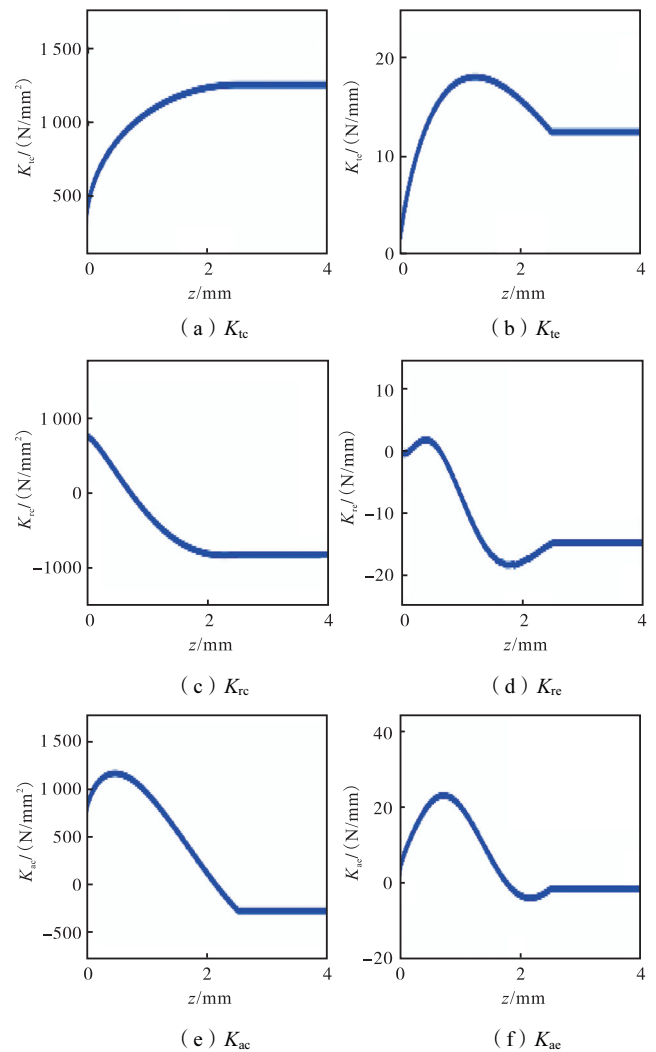 1 500
1 000
500
0
2
4
K_tc/(N/mm²)
z/mm
（a）K_tc
20
10
0
0
2
4
K_te/(N/mm)
z/mm
（b）K_te
1 000
0
−1000
0
2
4
K_rc/(N/mm²)
z/mm
（c）K_rc
10
0
−10
−20
0
2
4
K_re/(N/mm)
z/mm
（d）K_re
1 500
1 000
500
0
−500
0
2
4
K_ac/(N/mm²)
z/mm
（e）K_ac
40
20
0
−20
0
2
4
K_ae/(N/mm)
z/mm
（f）K_ae